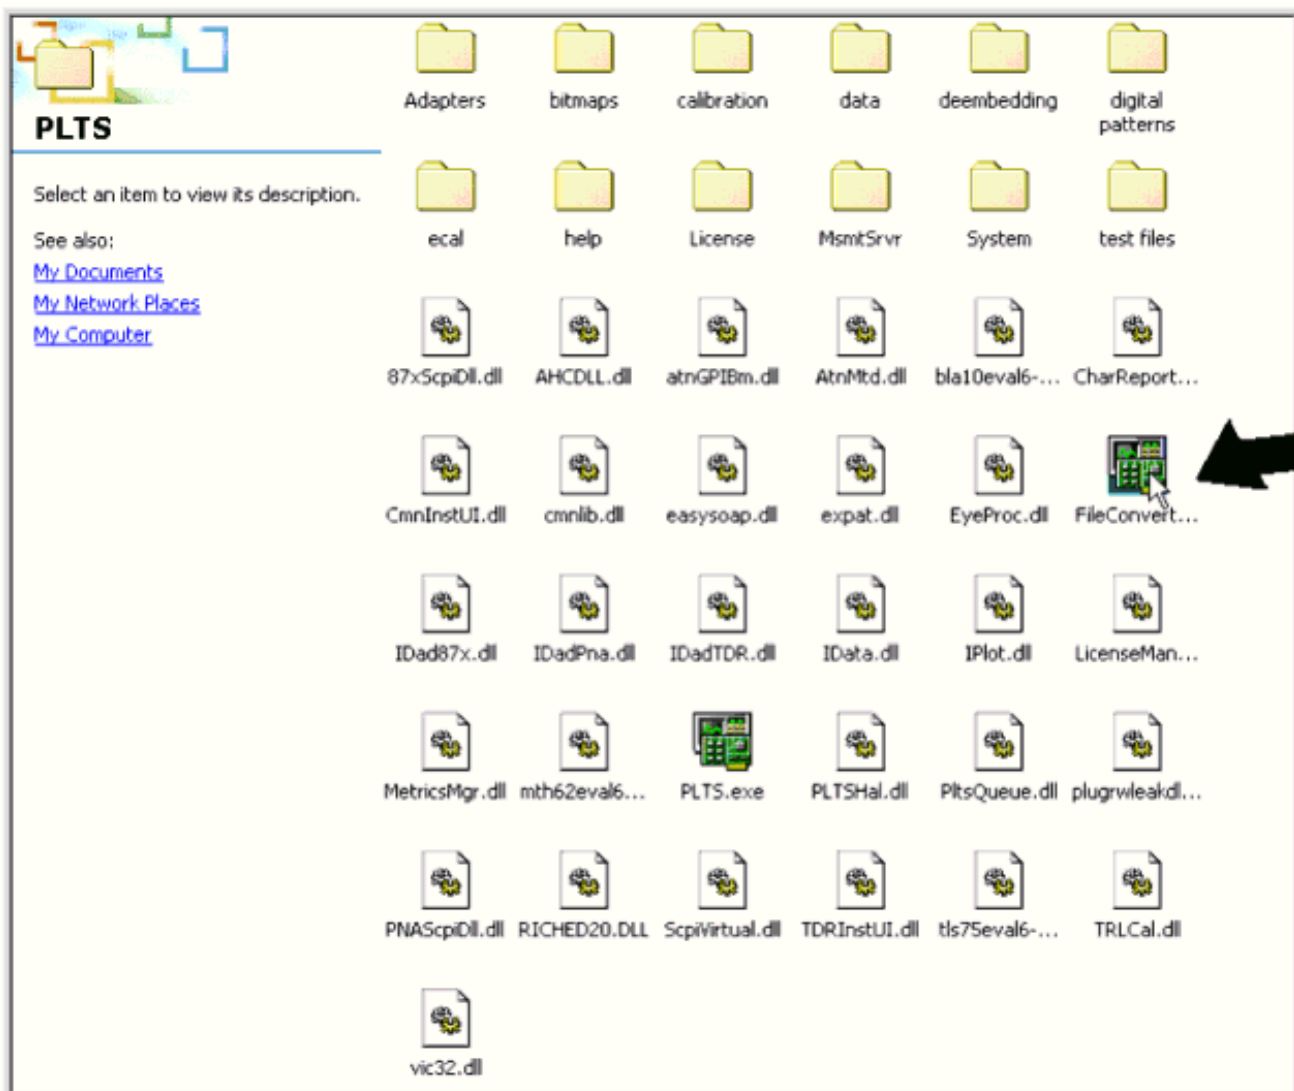 PLTS
Select an item to view its description.
See also:
My Documents
My Network Places
My Computer
Adapters bitmaps calibration data deembedding digital
patterns
ecal help License MsmtSrvr System test files
87xScpiDll.dll AHCDLL.dll atnGPIBm.dll AtnMtd.dll bla10eval6-... CharReport...
CmnInstUI.dll cmnlib.dll easysoap.dll expat.dll EyeProc.dll FileConvert...
IDad87x.dll IDadPna.dll IDadTDR.dll IData.dll IPlot.dll LicenseMan...
MetricsMgr.dll mth62eval6... PLTS.exe PLTSHal.dll PltsQueue.dll plugrwleakdl...
PNAScpiDll.dll RICHED20.DLL ScpiVirtual.dll TDRInstUI.dll tls75eval6-... TRLCal.dll
vic32.dll